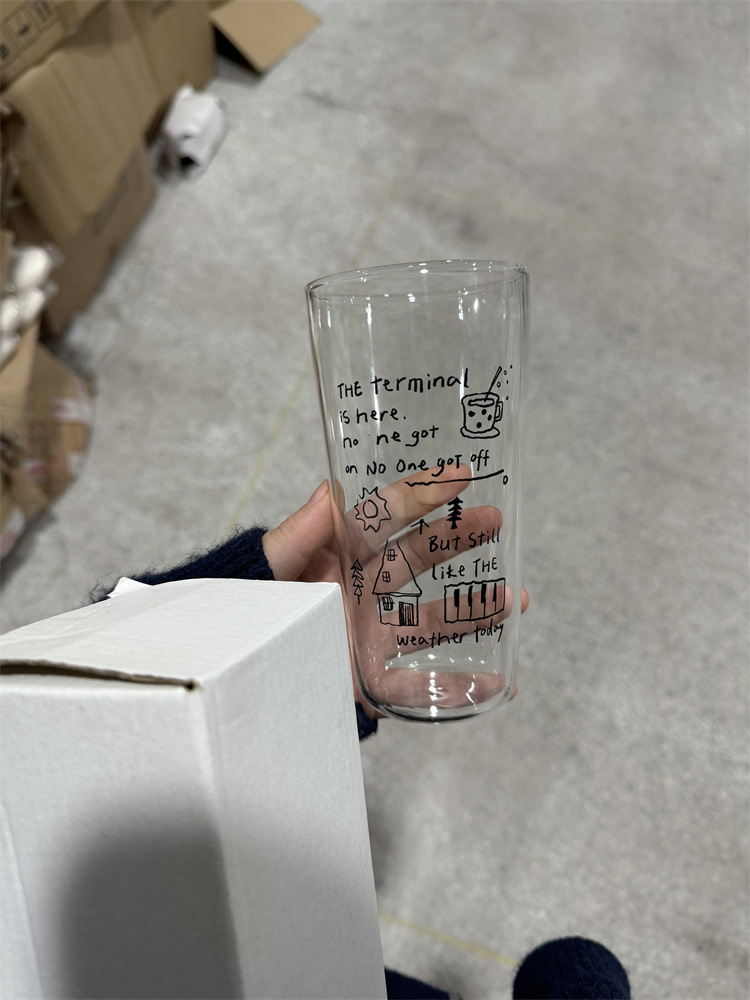 THE terminal
is here.
no ne got
on No One got off
But Still
like THE
weather today